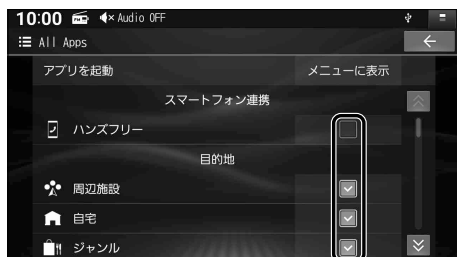 10:00 Audio OFF
All Apps
アプリを起動 メニューに表示
スマートフォン連携
ハンズフリー
目的地
周辺施設
自宅
ジャンル